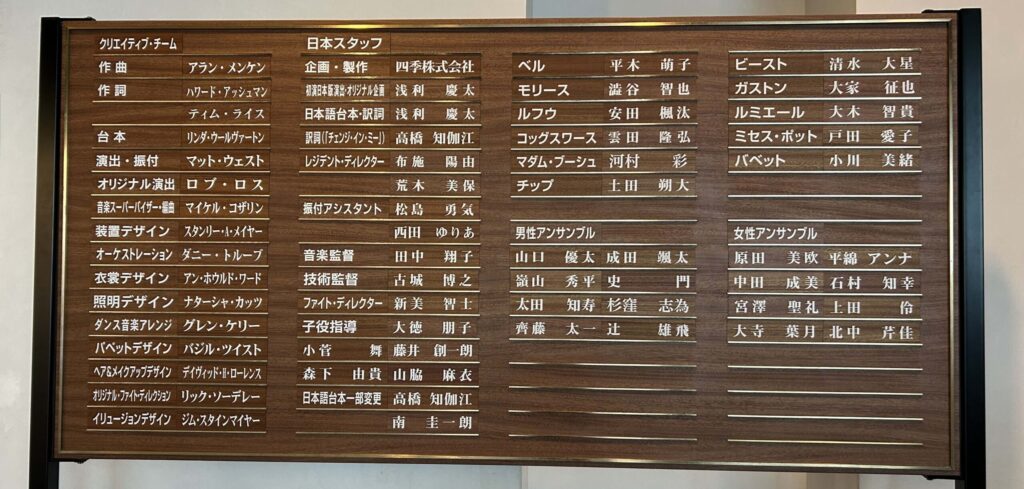 クリエイティブ・チーム
作曲 アラン・メンケン
作詞 ハワード・アッシュマン
ティム・ライス
台本 リンダ・ウールヴァートン
演出・振付 マット・ウェスト
オリジナル演出 ロブ・ロス
音楽スーパーバイザー・編曲 マイケル・コザリン
装置デザイン スタンリー・A・メイヤー
オーケストレーション ダニー・トルーブ
衣裳デザイン アン・ホウルド・ワード
照明デザイン ナターシャ・カッツ
ダンス音楽アレンジ グレン・ケリー
パペットデザイン バジル・ツイスト
ヘア&メイクアップデザイン デイヴィッド・H・ローレンス
オリジナル・ファイトディレクション リック・ソーデレー
イリュージョンデザイン ジム・スタインマイヤー
日本スタッフ
企画・製作 四季株式会社
初演日本版演出・オリジナル企画 浅利 慶太
日本語台本・訳詞 浅利 慶太
訳詞(「チェンジ・イン・ミー」) 高橋 知伽江
レジデント・ディレクター 布施 陽由
荒木 美保
振付アシスタント 松島 勇気
西田 ゆりあ
音楽監督 田中 翔子
技術監督 古城 博之
ファイト・ディレクター 新美 智士
子役指導 大徳 朋子
小菅 舞 藤井 創一朗
森下 由貴 山脇 麻衣
日本語台本一部変更 高橋 知伽江
南 圭一朗
ベル 平木 萌子
モリース 澁谷 智也
ルフウ 安田 楓汰
コッグスワース 雲田 隆弘
マダム・ブーシュ 河村 彩
チップ 土田 朔大
男性アンサンブル
山口 優太 成田 颯太
嶺山 秀平 史 門
太田 知寿 杉窪 志為
齊藤 太一 辻 雄飛
ビースト 清水 大星
ガストン 大家 征也
ルミエール 大木 智貴
ミセス・ポット 戸田 愛子
バベット 小川 美緒
女性アンサンブル
原田 美欧 平綿 アンナ
中田 成美 石村 知幸
宮澤 聖礼 上田 伶
大寺 葉月 北中 芹佳